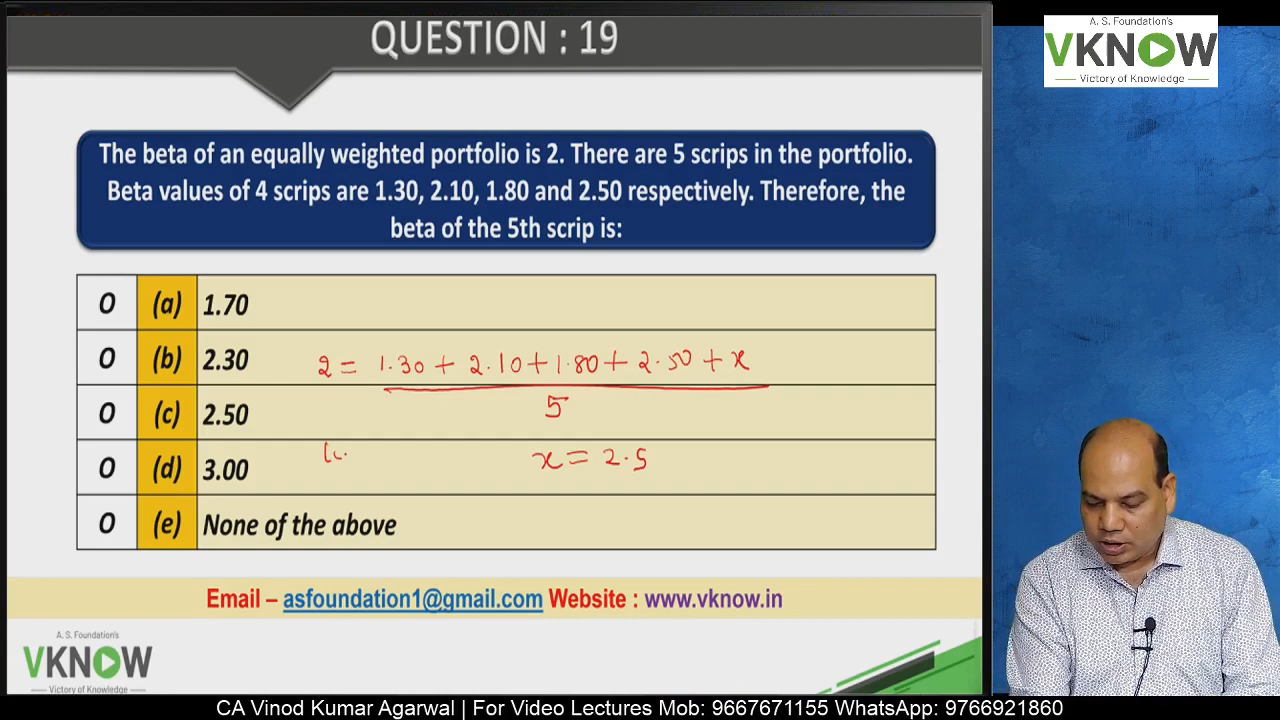 QUESTION : 19
A. S. Foundation's
VKNOW
Victory of Knowledge
The beta of an equally weighted portfolio is 2. There are 5 scrips in the portfolio.
Beta values of 4 scrips are 1.30, 2.10, 1.80 and 2.50 respectively. Therefore, the
beta of the 5th scrip is:
O (a) 1.70
O (b) 2.30
2 = 1.30 + 2.10 + 1.80 + 2.50 + x
5
O (c) 2.50
O (d) 3.00
x = 2.5
O (e) None of the above
Email – asfoundation1@gmail.com Website : www.vknow.in
A. S. Foundation's
VKNOW
Victory of Knowledge
CA Vinod Kumar Agarwal | For Video Lectures Mob: 9667671155 WhatsApp: 9766921860